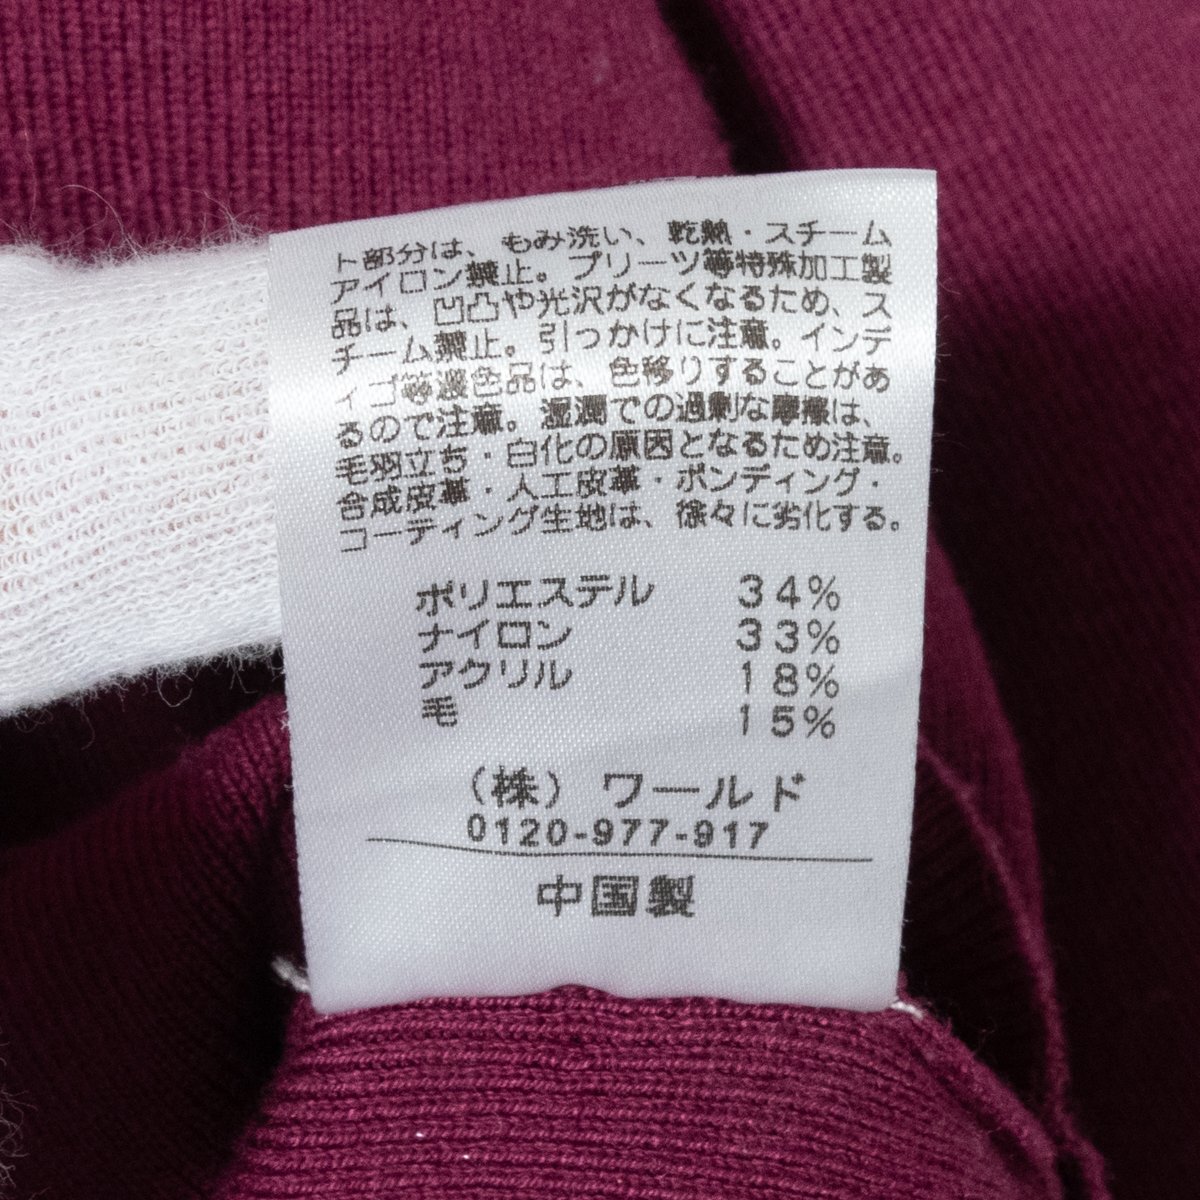 ト部分は、もみ洗い、乾熱・スチーム
アイロン禁止。プリーツ等特殊加工製
品は、凹凸や光沢がなくなるため、ス
チーム禁止。引っかけに注意。インデ
ィゴ等濃色品は、色移りすることがあ
るので注意。湿潤での過剰な摩擦は、
毛羽立ち・白化の原因となるため注意。
合成皮革・人工皮革・ボンディング・
コーティング生地は、徐々に劣化する。
ポリエステル 34%
ナイロン 33%
アクリル 18%
毛 15%
(株)ワールド
0120-977-917
中国製